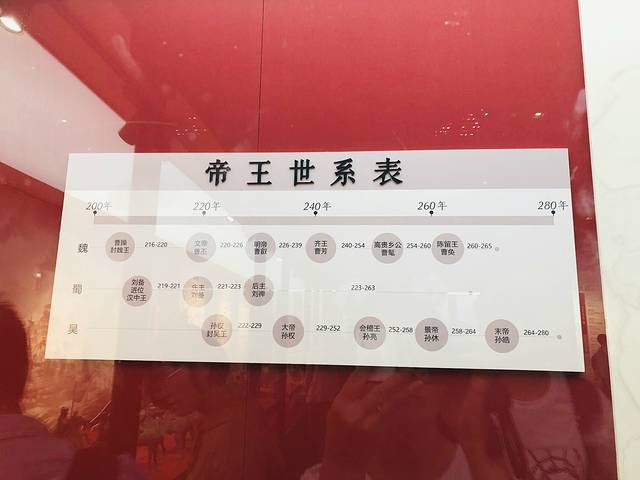 帝王世系表
200年 220年 240年 260年 280年
魏
曹操
封魏王
216-220
文帝
曹丕
220-226
明帝
曹叡
226-239
齐王
曹芳
240-254
高贵乡公
曹髦
254-260
陈留王
曹奂
260-265
蜀
刘备
进位
汉中王
219-221
先主
刘备
221-223
后主
刘禅
223-263
吴
孙权
封吴王
222-229
大帝
孙权
229-252
会稽王
孙亮
252-258
景帝
孙休
258-264
末帝
孙皓
264-280